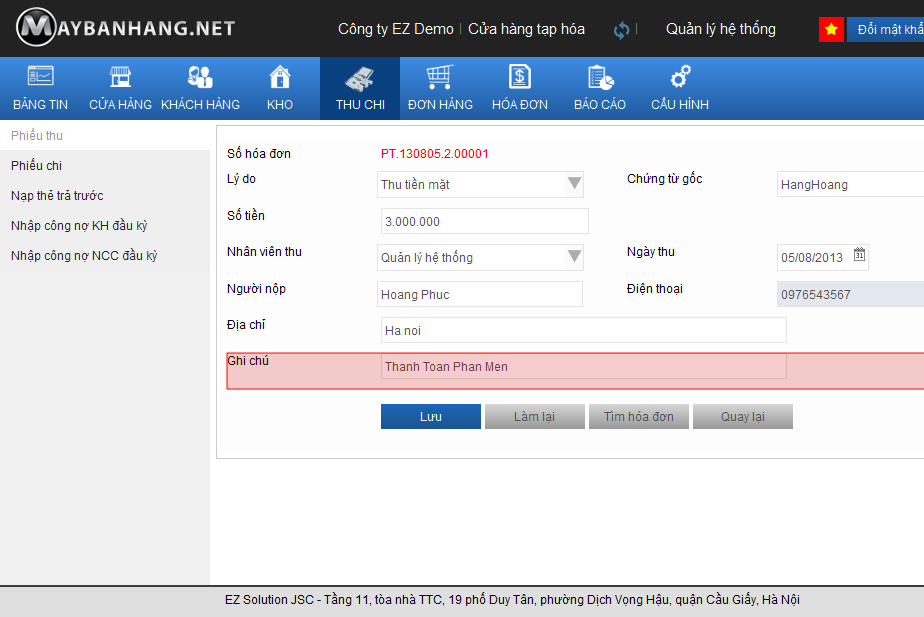 MAYBANHANG.NET
Công ty EZ Demo | Cửa hàng tạp hóa | Quản lý hệ thống Đổi mật khẩ
BẢNG TIN CỬA HÀNG KHÁCH HÀNG KHO THU CHI ĐƠN HÀNG HÓA ĐƠN BÁO CÁO CẤU HÌNH
Phiếu thu
Phiếu chi
Nạp thẻ trả trước
Nhập công nợ KH đầu kỳ
Nhập công nợ NCC đầu kỳ
Số hóa đơn PT.130805.2.00001
Lý do Thu tiền mặt Chứng từ gốc HangHoang
Số tiền 3.000.000
Nhân viên thu Quản lý hệ thống Ngày thu 05/08/2013 31
Người nộp Hoang Phuc Điện thoại 0976543567
Địa chỉ Ha noi
Ghi chú Thanh Toan Phan Men
Lưu Làm lại Tìm hóa đơn Quay lại
EZ Solution JSC - Tầng 11, tòa nhà TTC, 19 phố Duy Tân, phường Dịch Vọng Hậu, quận Cầu Giấy, Hà Nội